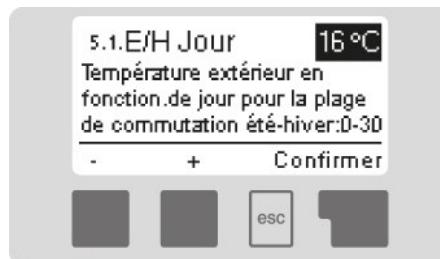 5.1.E/H Jour 16 °C
Température extérieur en
fonction.de jour pour la plage
de commutation été-hiver:0-30
- + Confirmer
esc